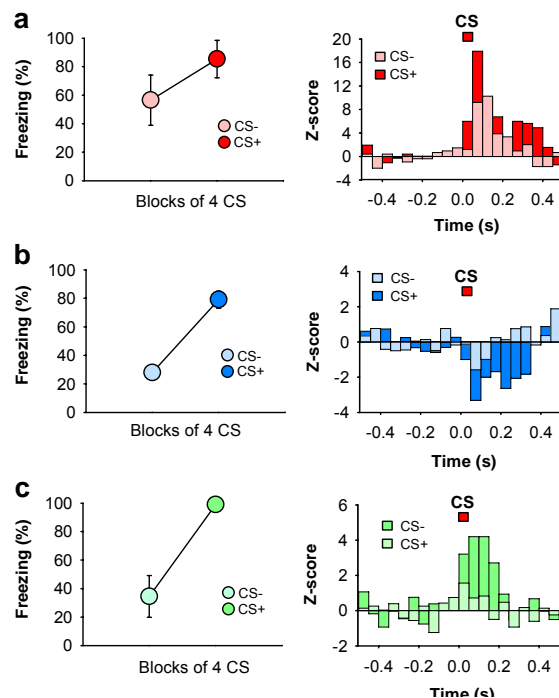 a
Freezing (%)
100
80
60
40
20
0
CS-
CS+
Blocks of 4 CS
CS
Z-score
20
16
12
8
4
0
-4
CS-
CS+
-0.4 -0.2 0.0 0.2 0.4
Time (s)
b
Freezing (%)
100
80
60
40
20
0
CS-
CS+
Blocks of 4 CS
CS
Z-score
4
2
0
-2
-4
CS-
CS+
-0.4 -0.2 0.0 0.2 0.4
Time (s)
c
Freezing (%)
100
80
60
40
20
0
CS-
CS+
Blocks of 4 CS
CS
Z-score
6
4
2
0
-2
CS-
CS+
-0.4 -0.2 0.0 0.2 0.4
Time (s)